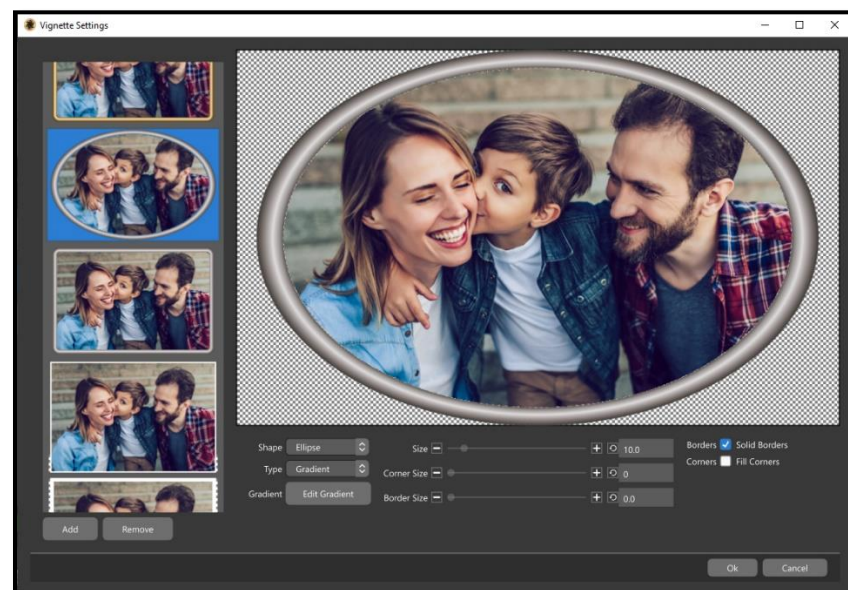 Vignette Settings
Shape Ellipse
Type Gradient
Gradient Edit Gradient
Size 10.0
Corner Size 0
Border Size 0.0
Borders Solid Borders
Corners Fill Corners
Add Remove
Ok Cancel